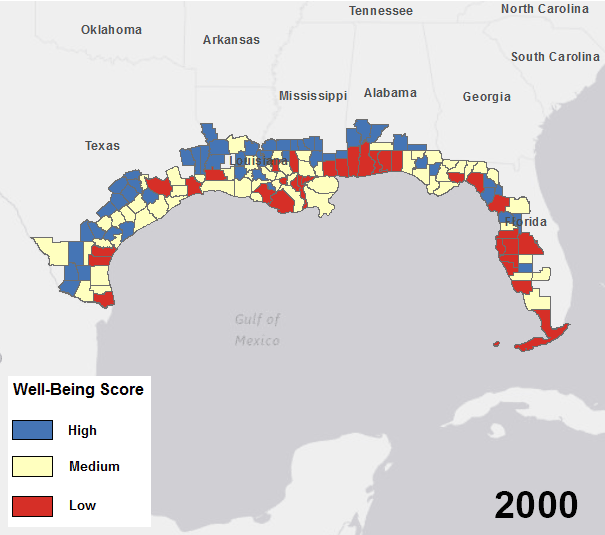 Tennessee
North Carolina
Oklahoma
Arkansas
South Carolina
Mississippi
Alabama
Georgia
Texas
Louisiana
Florida
Gulf of
Mexico
Well-Being Score
High
Medium
Low
2000